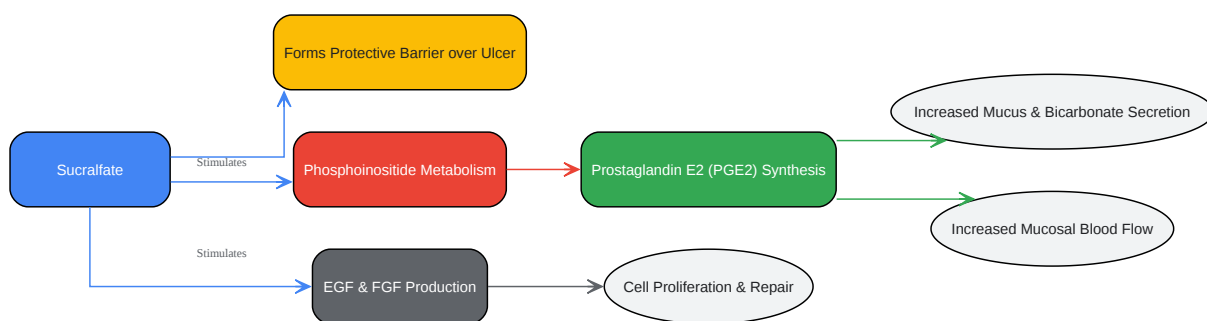 Forms Protective Barrier over Ulcer
Increased Mucus & Bicarbonate Secretion
Sucralfate
Stimulates
Phosphoinositide Metabolism
Prostaglandin E2 (PGE2) Synthesis
Increased Mucosal Blood Flow
Stimulates
EGF & FGF Production
Cell Proliferation & Repair